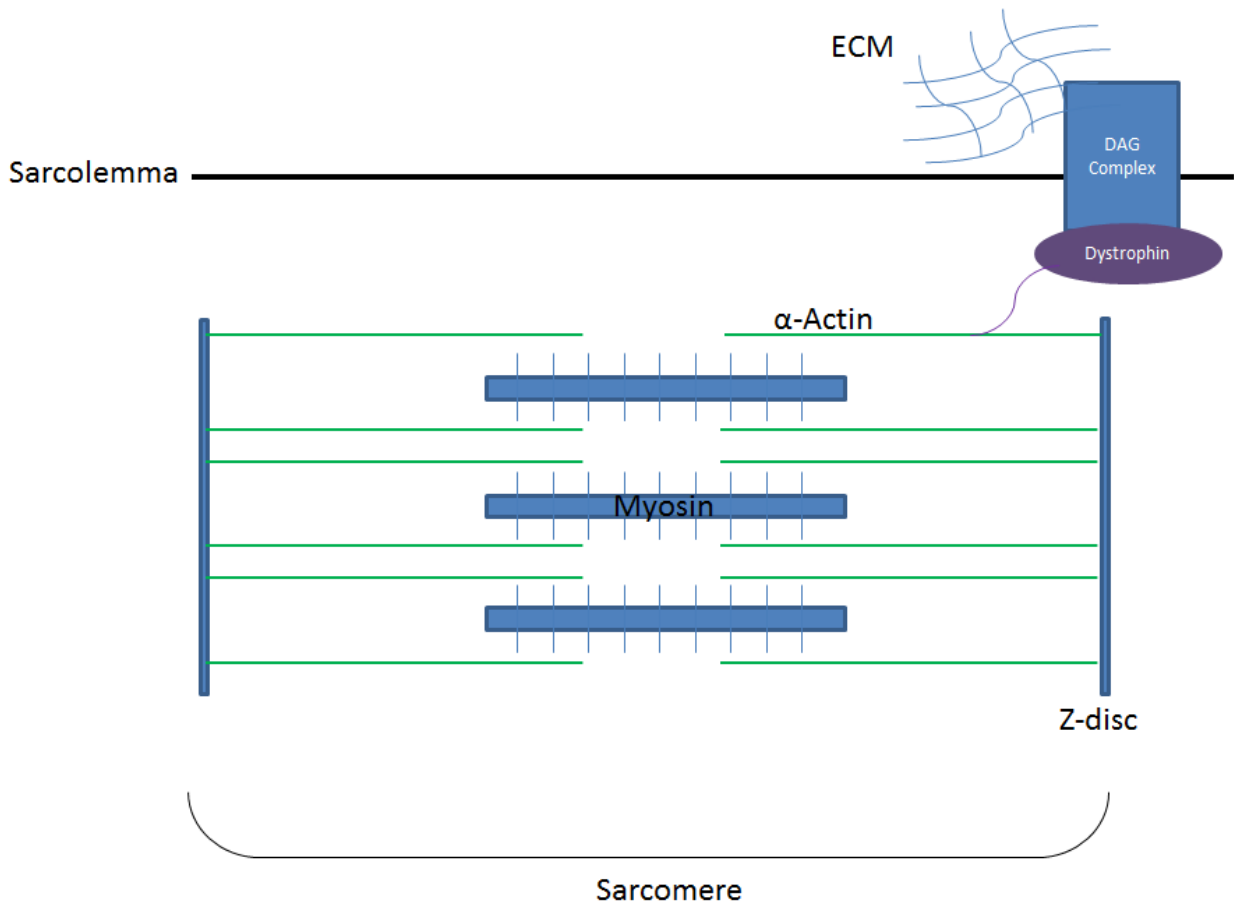 ECM
Sarcolemma
DAG
Complex
Dystrophin
α-Actin
Myosin
Z-disc
Sarcomere